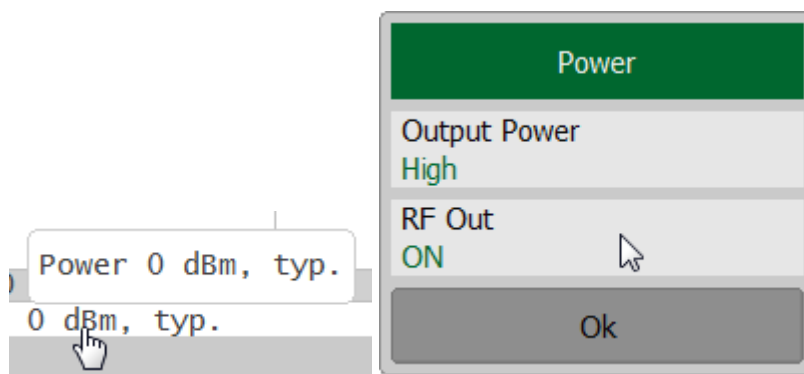 Power 0 dBm, typ.
0 dBm, typ.
Power
Output Power
High
RF Out
ON
Ok